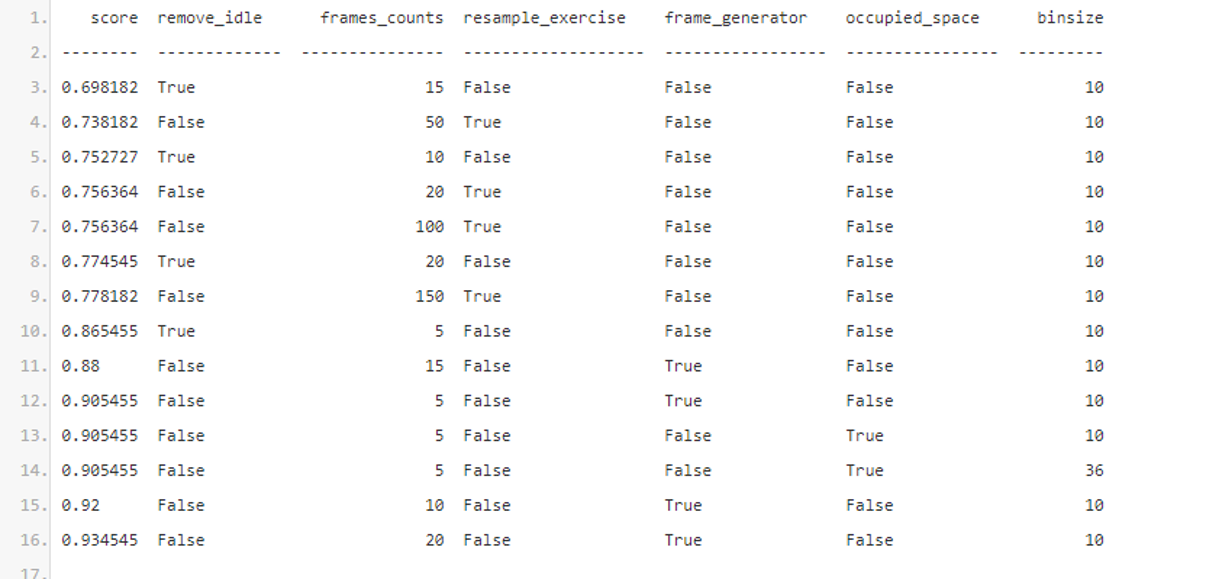 1. score remove_idle frames_counts resample_exercise frame_generator occupied_space binsize
2. -------- ------------- --------------- ------------------ ----------------- ---------------- ---------
3. 0.698182 True 15 False False False 10
4. 0.738182 False 50 True False False 10
5. 0.752727 True 10 False False False 10
6. 0.756364 False 20 True False False 10
7. 0.756364 False 100 True False False 10
8. 0.774545 True 20 False False False 10
9. 0.778182 False 150 True False False 10
10. 0.865455 True 5 False False False 10
11. 0.88 False 15 False True False 10
12. 0.905455 False 5 False True False 10
13. 0.905455 False 5 False False True 10
14. 0.905455 False 5 False False True 36
15. 0.92 False 10 False True False 10
16. 0.934545 False 20 False True False 10
17.